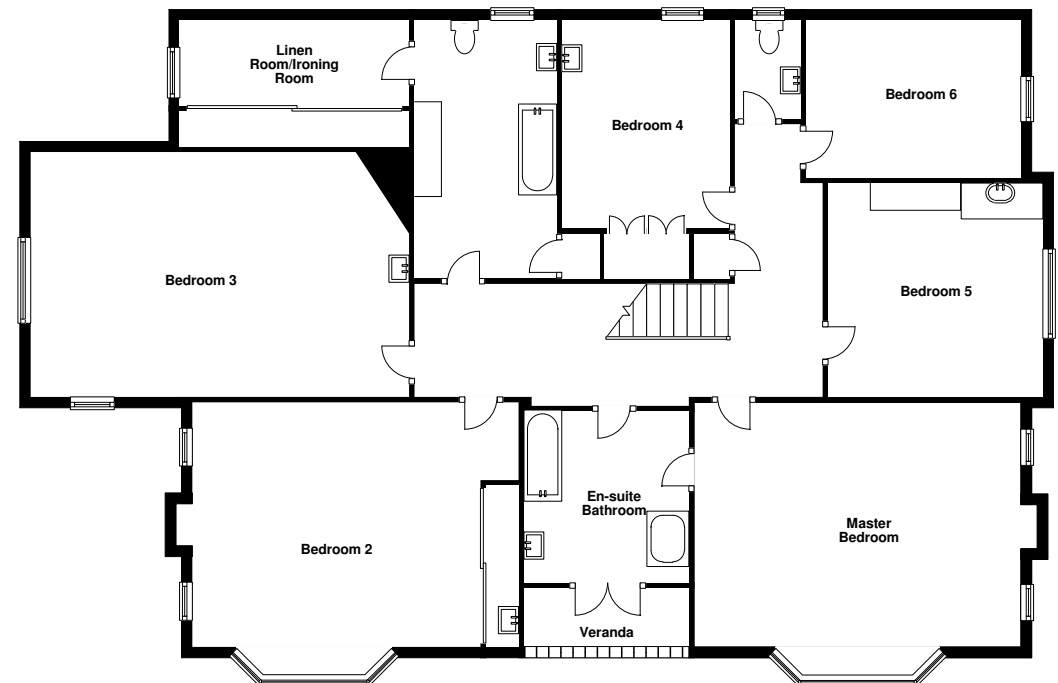 Linen
Room/Ironing
Room
Bedroom 4
Bedroom 6
Bedroom 3
Bedroom 5
En-suite
Bathroom
Master
Bedroom
Bedroom 2
Veranda